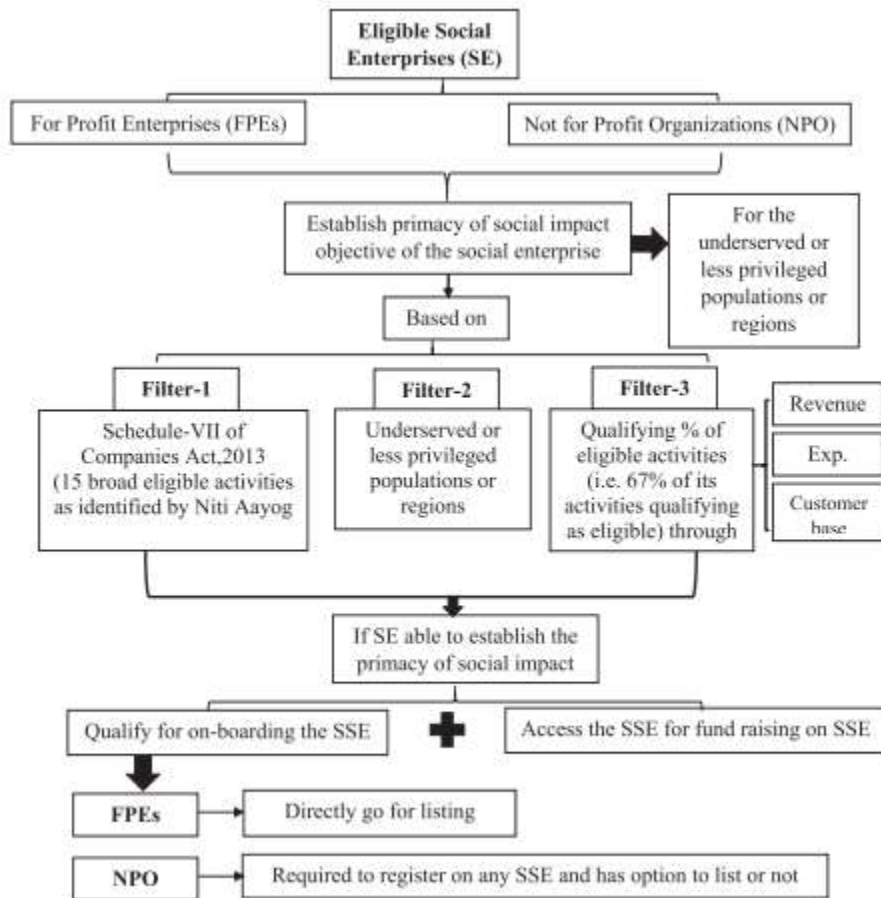 Eligible Social
Enterprises (SE)
For Profit Enterprises (FPEs)
Not for Profit Organizations (NPO)
Establish primacy of social impact
objective of the social enterprise
For the
underserved or
less privileged
populations or
regions
Based on
Filter-1
Schedule-VII of
Companies Act,2013
(15 broad eligible activities
as identified by Niti Aayog
Filter-2
Underserved or
less privileged
populations or
regions
Filter-3
Qualifying % of
eligible activities
(i.e. 67% of its
activities qualifying
as eligible) through
Revenue
Exp.
Customer
base
If SE able to establish the
primacy of social impact
Qualify for on-boarding the SSE
Access the SSE for fund raising on SSE
FPEs
Directly go for listing
NPO
Required to register on any SSE and has option to list or not